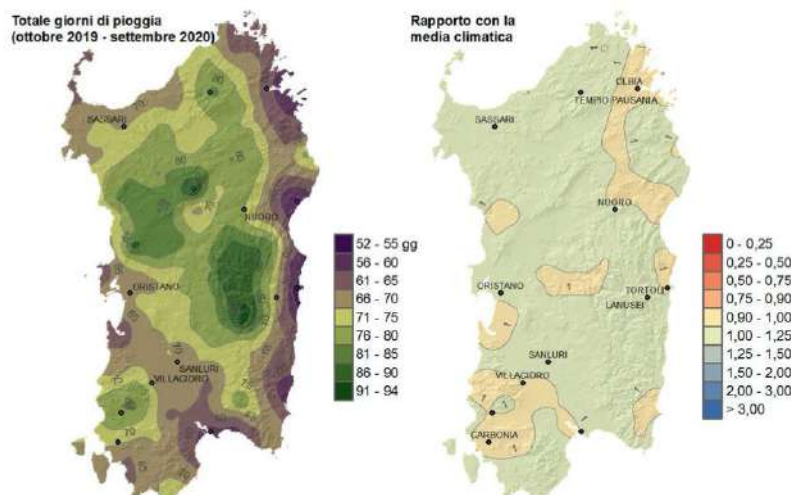 Totale giorni di pioggia
(ottobre 2019 - settembre 2020)
SASSARI
NUORO
ORISTANO
SANLURI
VILLACIDRO
52 - 55 gg
56 - 60
61 - 65
66 - 70
71 - 75
76 - 80
81 - 85
86 - 90
91 - 94
Rapporto con la
media climatica
OLBIA
TEMPIO PAUSANIA
SASSARI
NUORO
ORISTANO
TORTOLÌ
LANUSEI
SANLURI
VILLACIDRO
CARBONIA
0 - 0,25
0,25 - 0,50
0,50 - 0,75
0,75 - 0,90
0,90 - 1,00
1,00 - 1,25
1,25 - 1,50
1,50 - 2,00
2,00 - 3,00
> 3,00